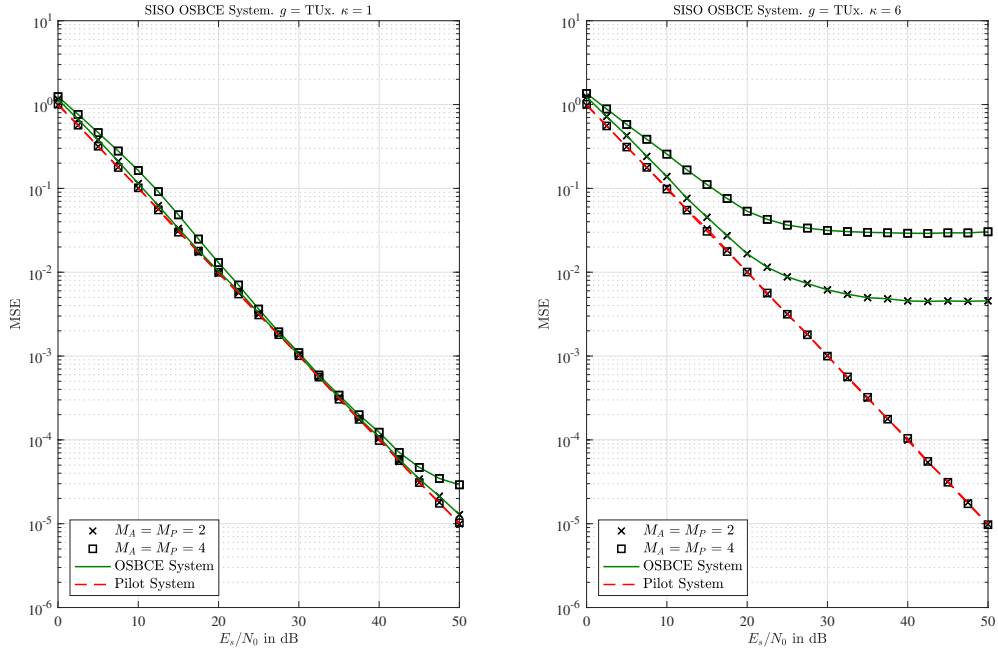 SISO OSBCE System. g = TUx. κ = 1
10^1
10^0
10^-1
10^-2
10^-3
10^-4
10^-5
10^-6
MSE
0 10 20 30 40 50
E_s/N_0 in dB
M_A = M_P = 2
M_A = M_P = 4
OSBCE System
Pilot System
SISO OSBCE System. g = TUx. κ = 6
10^1
10^0
10^-1
10^-2
10^-3
10^-4
10^-5
10^-6
MSE
0 10 20 30 40 50
E_s/N_0 in dB
M_A = M_P = 2
M_A = M_P = 4
OSBCE System
Pilot System